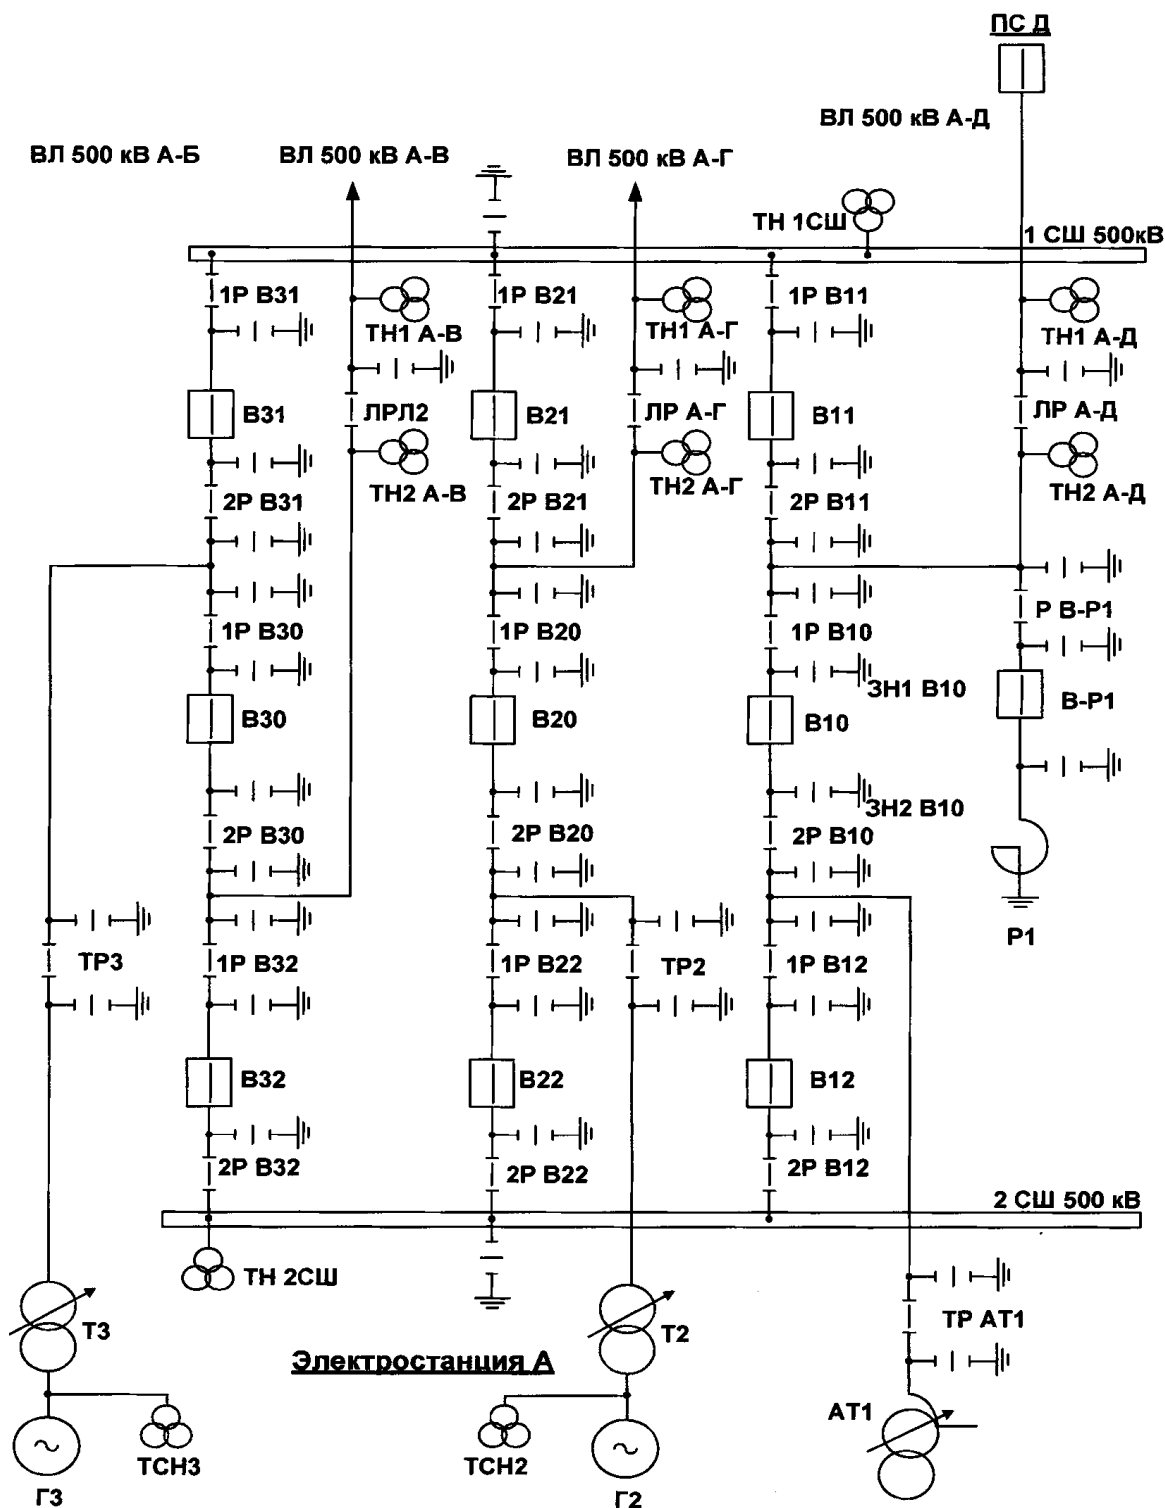 ПС Д
ВЛ 500 кВ А-Д
ВЛ 500 кВ А-Б
ВЛ 500 кВ А-В
ВЛ 500 кВ А-Г
ТН 1СШ
1 СШ 500кВ
1Р В31
ТН1 А-В
1Р В21
ТН1 А-Г
1Р В11
ТН1 А-Д
В31
ЛРЛ2
В21
ЛР А-Г
В11
ЛР А-Д
2Р В31
ТН2 А-В
2Р В21
ТН2 А-Г
2Р В11
ТН2 А-Д
1Р В30
1Р В20
1Р В10
Р В-Р1
ЗН1 В10
В30
В20
В10
В-Р1
ЗН2 В10
2Р В30
2Р В20
2Р В10
Р1
ТР3
1Р В32
1Р В22
ТР2
1Р В12
В32
В22
В12
2Р В32
2Р В22
2Р В12
2 СШ 500 кВ
ТН 2СШ
Т3
Т2
ТР АТ1
Электростанция А
АТ1
ТСН3
ТСН2
Г3
Г2